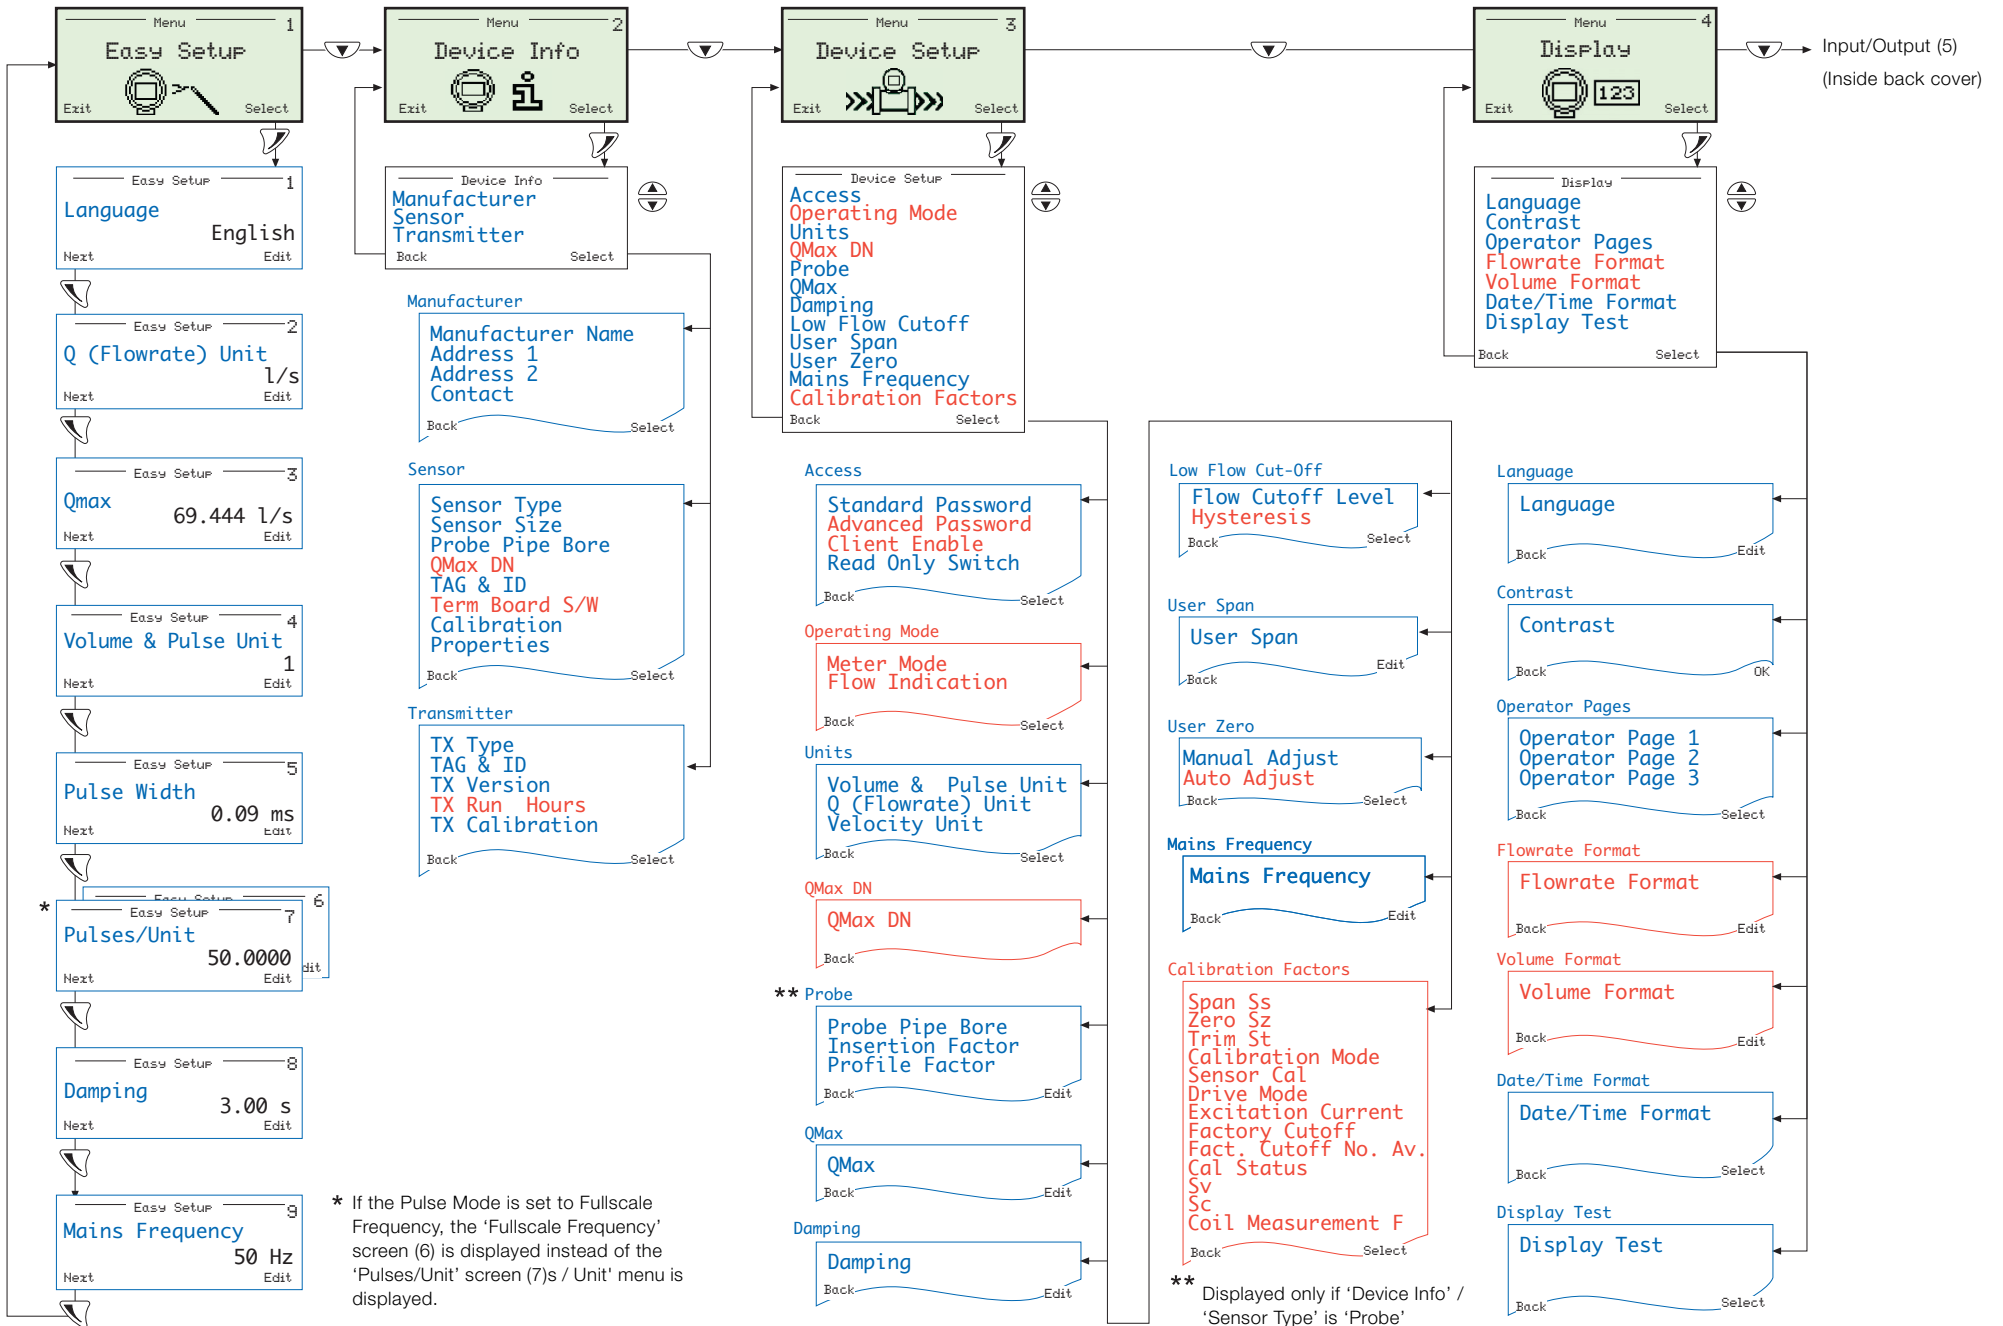 Menu 1
Easy Setup
Exit Select
Menu 2
Device Info
Exit Select
Menu 3
Device Setup
Exit Select
Menu 4
Display
123
Exit Select
Input/Output (5)
(Inside back cover)
Easy Setup 1
Language
English
Next Edit
Easy Setup 2
Q (Flowrate) Unit
l/s
Next Edit
Easy Setup 3
Qmax
69.444 l/s
Next Edit
Easy Setup 4
Volume & Pulse Unit
l
Next Edit
Easy Setup 5
Pulse Width
0.09 ms
Next Edit
Easy Setup 6
dit
*
Easy Setup 7
Pulses/Unit
50.0000
Next Edit
Easy Setup 8
Damping
3.00 s
Next Edit
Easy Setup 9
Mains Frequency
50 Hz
Next Edit
Device Info
Manufacturer
Sensor
Transmitter
Back Select
Manufacturer
Manufacturer Name
Address 1
Address 2
Contact
Back Select
Sensor
Sensor Type
Sensor Size
Probe Pipe Bore
QMax DN
TAG & ID
Term Board S/W
Calibration
Properties
Back Select
Transmitter
TX Type
TAG & ID
TX Version
TX Run Hours
TX Calibration
Back Select
* If the Pulse Mode is set to Fullscale
Frequency, the ‘Fullscale Frequency’
screen (6) is displayed instead of the
‘Pulses/Unit’ screen (7)s / Unit' menu is
displayed.
Device Setup
Access
Operating Mode
Units
QMax DN
Probe
QMax
Damping
Low Flow Cutoff
User Span
User Zero
Mains Frequency
Calibration Factors
Back Select
Access
Standard Password
Advanced Password
Client Enable
Read Only Switch
Back Select
Operating Mode
Meter Mode
Flow Indication
Back Select
Units
Volume & Pulse Unit
Q (Flowrate) Unit
Velocity Unit
Back Select
QMax DN
QMax DN
Back
** Probe
Probe Pipe Bore
Insertion Factor
Profile Factor
Back Edit
QMax
QMax
Back Edit
Damping
Damping
Back Edit
Low Flow Cut-Off
Flow Cutoff Level
Hysteresis
Back Select
User Span
User Span
Back Edit
User Zero
Manual Adjust
Auto Adjust
Back Select
Mains Frequency
Mains Frequency
Back Edit
Calibration Factors
Span Ss
Zero Sz
Trim St
Calibration Mode
Sensor Cal
Drive Mode
Excitation Current
Factory Cutoff
Fact. Cutoff No. Av.
Cal Status
Sv
Sc
Coil Measurement F
Back Select
** Displayed only if ‘Device Info’ /
‘Sensor Type’ is ‘Probe’
Display
Language
Contrast
Operator Pages
Flowrate Format
Volume Format
Date/Time Format
Display Test
Back Select
Language
Language
Back Edit
Contrast
Contrast
Back OK
Operator Pages
Operator Page 1
Operator Page 2
Operator Page 3
Back Select
Flowrate Format
Flowrate Format
Back Edit
Volume Format
Volume Format
Back Edit
Date/Time Format
Date/Time Format
Back Select
Display Test
Display Test
Back Select